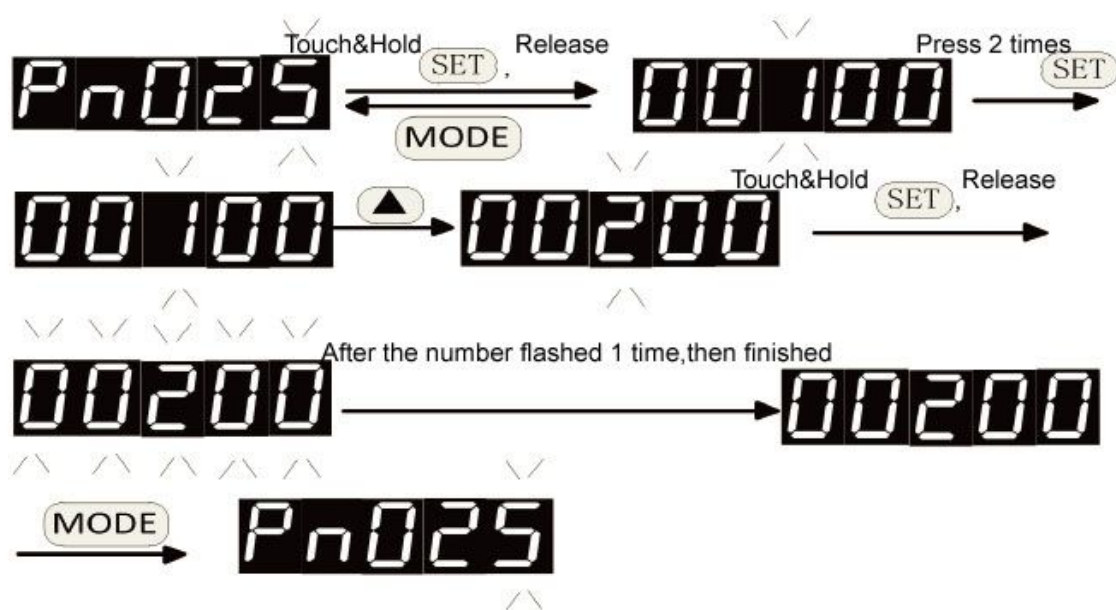 Touch&Hold SET , Release
Press 2 times SET
Pn025
00100
MODE
00100
▲
00200
Touch&Hold SET, Release
00200
After the number flashed 1 time,then finished
00200
MODE
Pn025